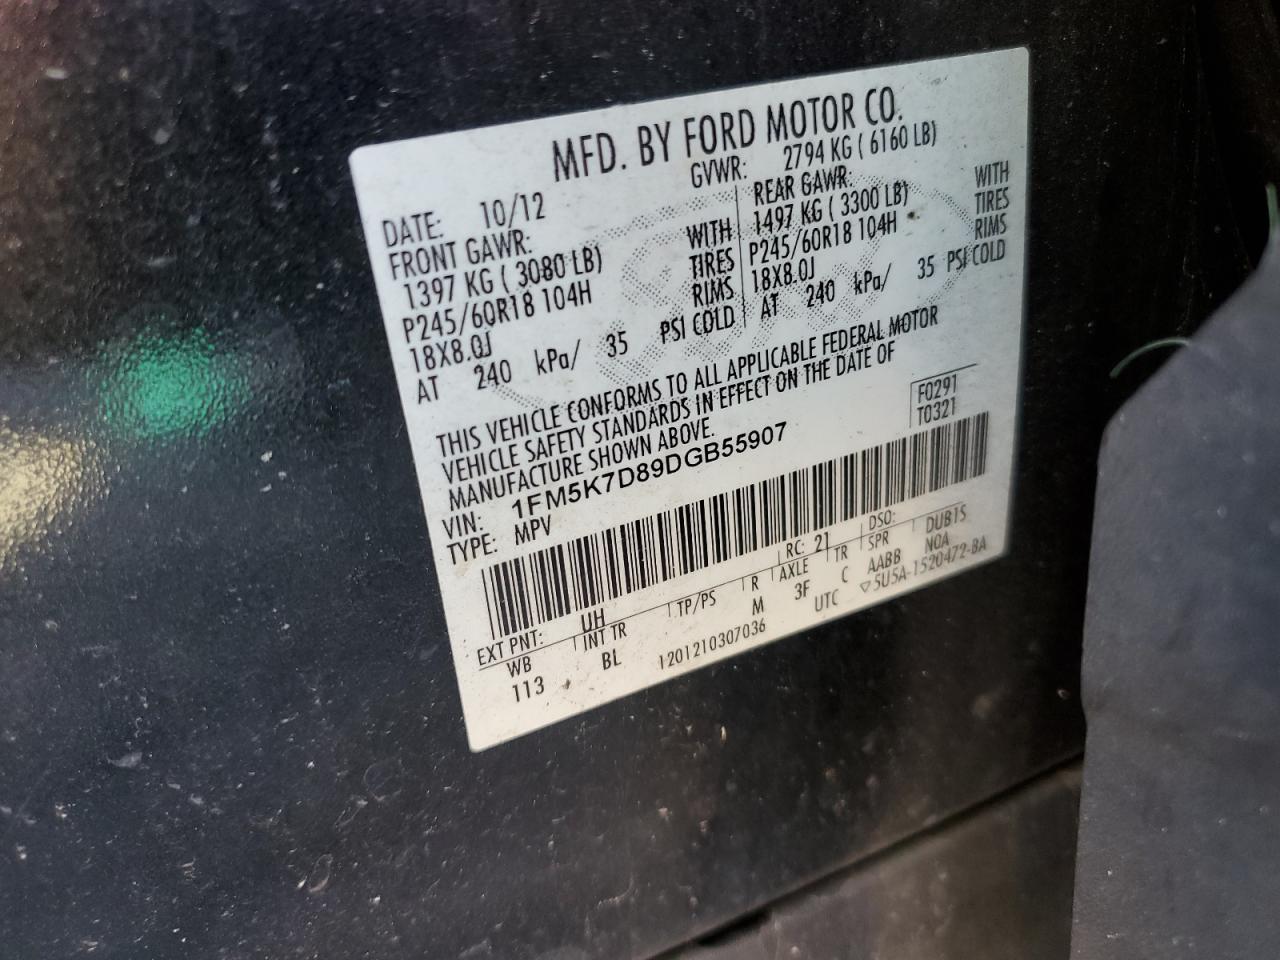 MFD. BY FORD MOTOR CO.
DATE: 10/12 GVWR: 2794 KG ( 6160 LB)
FRONT GAWR: REAR GAWR:
1397 KG ( 3080 LB) WITH 1497 KG ( 3300 LB) WITH
P245/60R18 104H TIRES P245/60R18 104H TIRES
18X8.0J RIMS 18X8.0J RIMS
AT 240 kPa/ 35 PSI COLD AT 240 kPa/ 35 PSI COLD
THIS VEHICLE CONFORMS TO ALL APPLICABLE FEDERAL MOTOR
VEHICLE SAFETY STANDARDS IN EFFECT ON THE DATE OF
MANUFACTURE SHOWN ABOVE.
F0291
T0321
VIN: 1FM5K7D89DGB55907
TYPE: MPV
EXT PNT: UH RC: 21 DSO:
WB INT TR TP/PS R AXLE TR SPR DUB1S
113 BL M 3F C AABB NOA
1201210307036 UTC ▽5U5A-1520472-BA